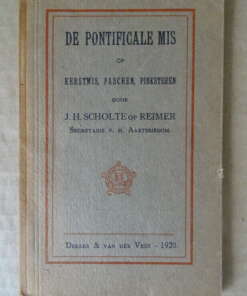 DE PONTIFICALE MIS
OP
KERSTMIS, PASCHEN, PINKSTEREN
DOOR
J. H. SCHOLTE OP REIMER
SECRETARIS V. H. AARTSBISDOM.
DEKKER & VAN DER VEGT - 1920.